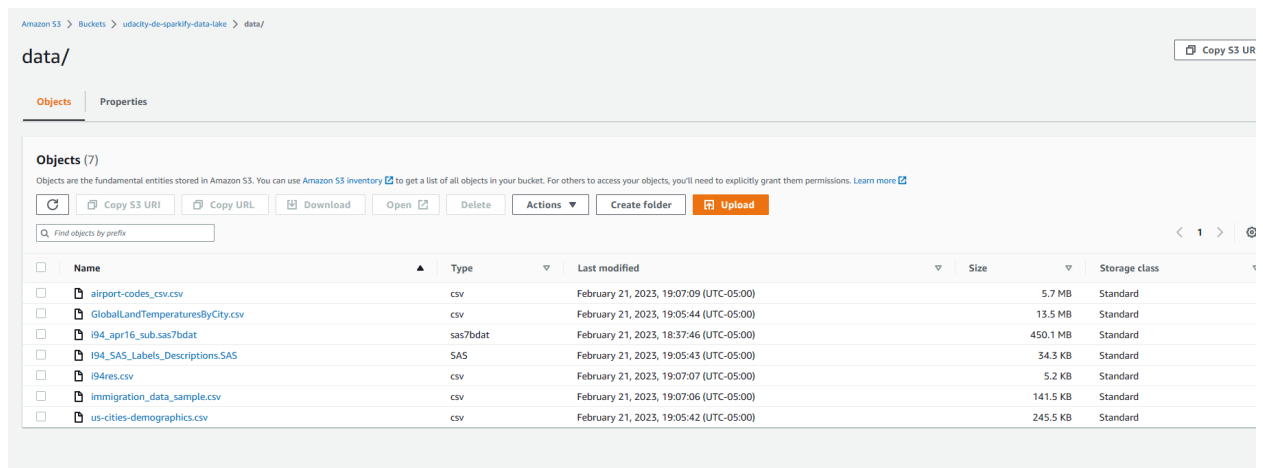 Amazon S3 > Buckets > udacity-de-sparkify-data-lake > data/
data/
Copy S3 UR
Objects Properties
Objects (7)
Objects are the fundamental entities stored in Amazon S3. You can use Amazon S3 inventory to get a list of all objects in your bucket. For others to access your objects, you'll need to explicitly grant them permissions. Learn more
Copy S3 URI Copy URL Download Open Delete Actions ▼ Create folder Upload
Find objects by prefix < 1 >
Name ▲ Type ▽ Last modified ▽ Size ▽ Storage class ▽
airport-codes_csv.csv csv February 21, 2023, 19:07:09 (UTC-05:00) 5.7 MB Standard
GlobalLandTemperaturesByCity.csv csv February 21, 2023, 19:05:44 (UTC-05:00) 13.5 MB Standard
i94_apr16_sub.sas7bdat sas7bdat February 21, 2023, 18:37:46 (UTC-05:00) 450.1 MB Standard
I94_SAS_Labels_Descriptions.SAS SAS February 21, 2023, 19:05:43 (UTC-05:00) 34.3 KB Standard
i94res.csv csv February 21, 2023, 19:07:07 (UTC-05:00) 5.2 KB Standard
immigration_data_sample.csv csv February 21, 2023, 19:07:06 (UTC-05:00) 141.5 KB Standard
us-cities-demographics.csv csv February 21, 2023, 19:05:42 (UTC-05:00) 245.5 KB Standard